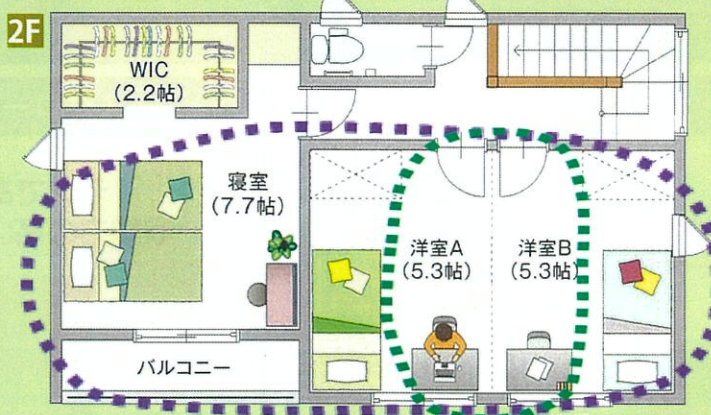 2F
WIC
(2.2帖)
寝室
(7.7帖)
洋室A
(5.3帖)
洋室B
(5.3帖)
バルコニー